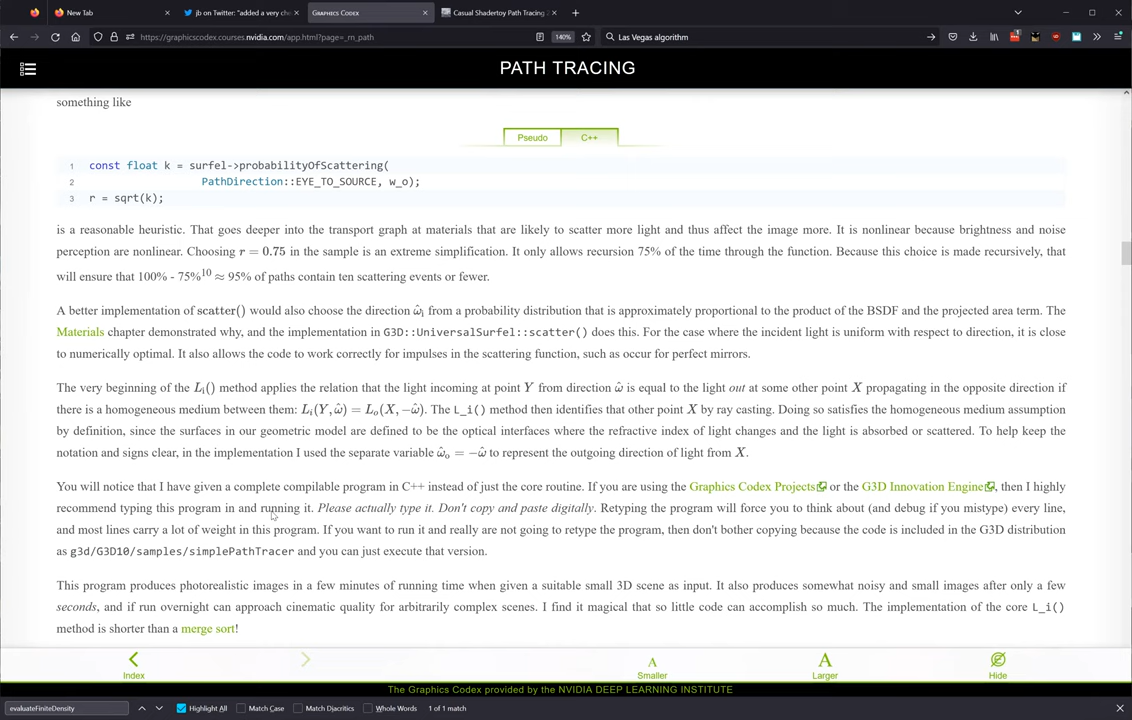 New Tab
jb on Twitter: "added a very che
GRAPHICS CODEX
Casual Shadertoy Path Tracing 2
https://graphicscodex.courses.nvidia.com/app.html?page=_rn_path
140%
Las Vegas algorithm
PATH TRACING
something like
Pseudo
C++
1 const float k = surfel->probabilityOfScattering(
2 PathDirection::EYE_TO_SOURCE, w_o);
3 r = sqrt(k);
is a reasonable heuristic. That goes deeper into the transport graph at materials that are likely to scatter more light and thus affect the image more. It is nonlinear because brightness and noise
perception are nonlinear. Choosing r = 0.75 in the sample is an extreme simplification. It only allows recursion 75% of the time through the function. Because this choice is made recursively, that
will ensure that 100% - 75%¹⁰ ≈ 95% of paths contain ten scattering events or fewer.
A better implementation of scatter() would also choose the direction ω̂ᵢ from a probability distribution that is approximately proportional to the product of the BSDF and the projected area term. The
Materials chapter demonstrated why, and the implementation in G3D::UniversalSurfel::scatter() does this. For the case where the incident light is uniform with respect to direction, it is close
to numerically optimal. It also allows the code to work correctly for impulses in the scattering function, such as occur for perfect mirrors.
The very beginning of the Lᵢ() method applies the relation that the light incoming at point Y from direction ω̂ is equal to the light out at some other point X propagating in the opposite direction if
there is a homogeneous medium between them: Lᵢ(Y, ω̂) = Lₒ(X, −ω̂). The L_i() method then identifies that other point X by ray casting. Doing so satisfies the homogeneous medium assumption
by definition, since the surfaces in our geometric model are defined to be the optical interfaces where the refractive index of light changes and the light is absorbed or scattered. To help keep the
notation and signs clear, in the implementation I used the separate variable ω̂ₒ = −ω̂ to represent the outgoing direction of light from X.
You will notice that I have given a complete compilable program in C++ instead of just the core routine. If you are using the Graphics Codex Projects or the G3D Innovation Engine, then I highly
recommend typing this program in and running it. Please actually type it. Don't copy and paste digitally. Retyping the program will force you to think about (and debug if you mistype) every line,
and most lines carry a lot of weight in this program. If you want to run it and really are not going to retype the program, then don't bother copying because the code is included in the G3D distribution
as g3d/G3D10/samples/simplePathTracer and you can just execute that version.
This program produces photorealistic images in a few minutes of running time when given a suitable small 3D scene as input. It also produces somewhat noisy and small images after only a few
seconds, and if run overnight can approach cinematic quality for arbitrarily complex scenes. I find it magical that so little code can accomplish so much. The implementation of the core L_i()
method is shorter than a merge sort!
Index
A Smaller
A Larger
Hide
The Graphics Codex provided by the NVIDIA DEEP LEARNING INSTITUTE
evaluateFiniteDensity
Highlight All
Match Case
Match Diacritics
Whole Words
1 of 1 match